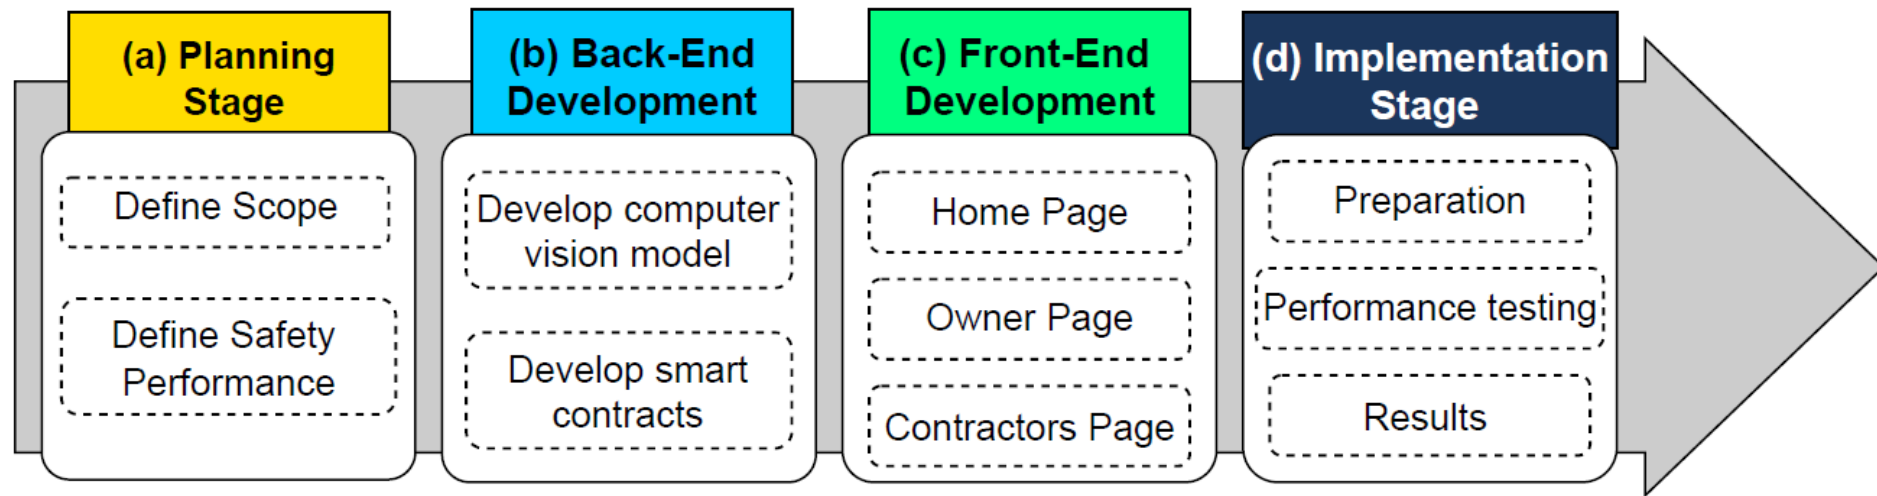 (a) Planning
Stage
Define Scope
Define Safety
Performance
(b) Back-End
Development
Develop computer
vision model
Develop smart
contracts
(c) Front-End
Development
Home Page
Owner Page
Contractors Page
(d) Implementation
Stage
Preparation
Performance testing
Results